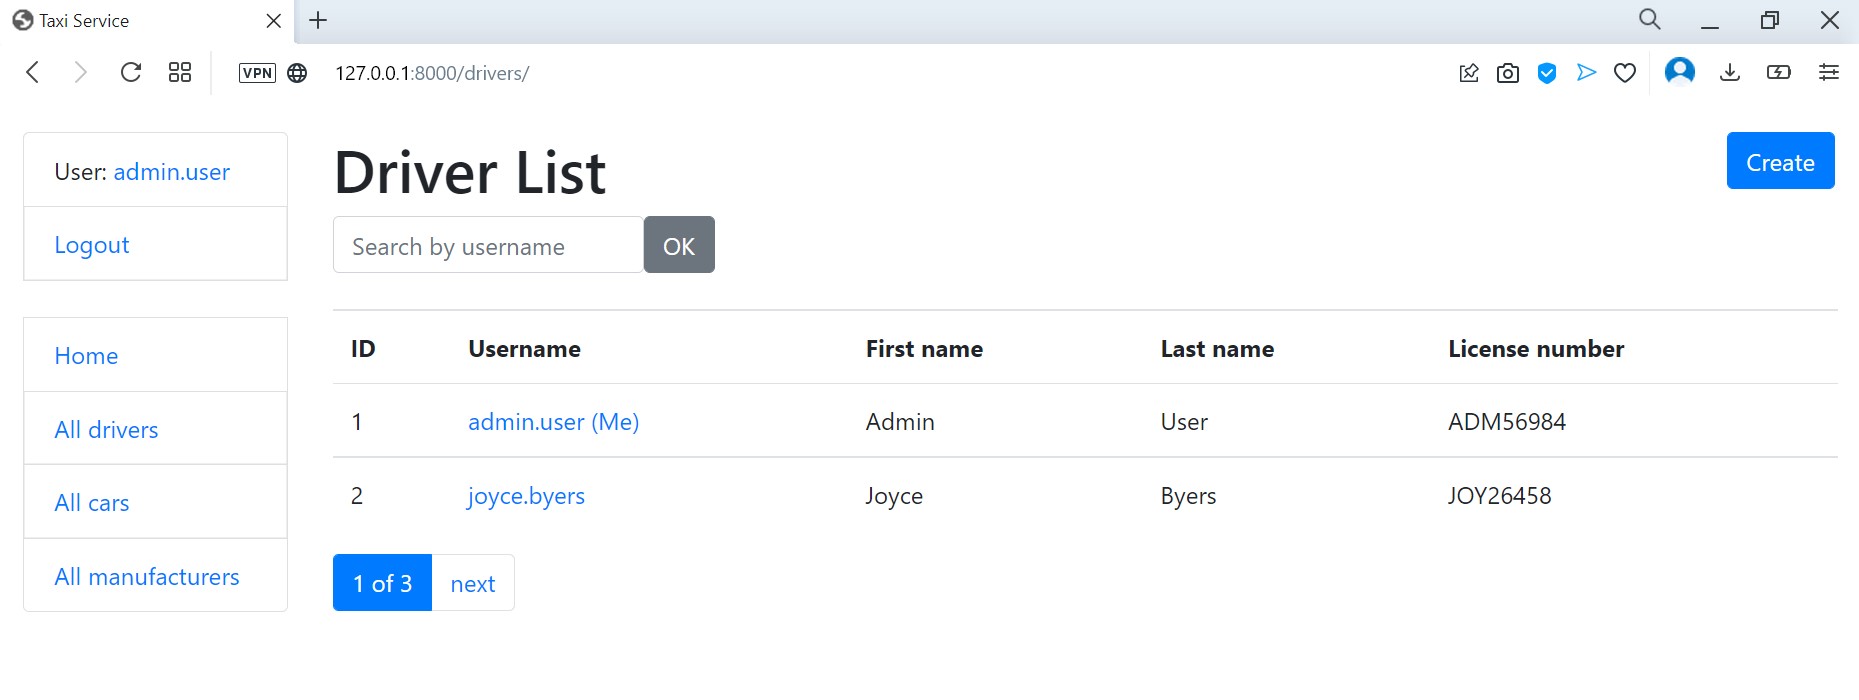 Taxi Service
VPN 127.0.0.1:8000/drivers/
User: admin.user
Logout
Home
All drivers
All cars
All manufacturers
Driver List
Create
Search by username OK
ID Username First name Last name License number
1 admin.user (Me) Admin User ADM56984
2 joyce.byers Joyce Byers JOY26458
1 of 3 next